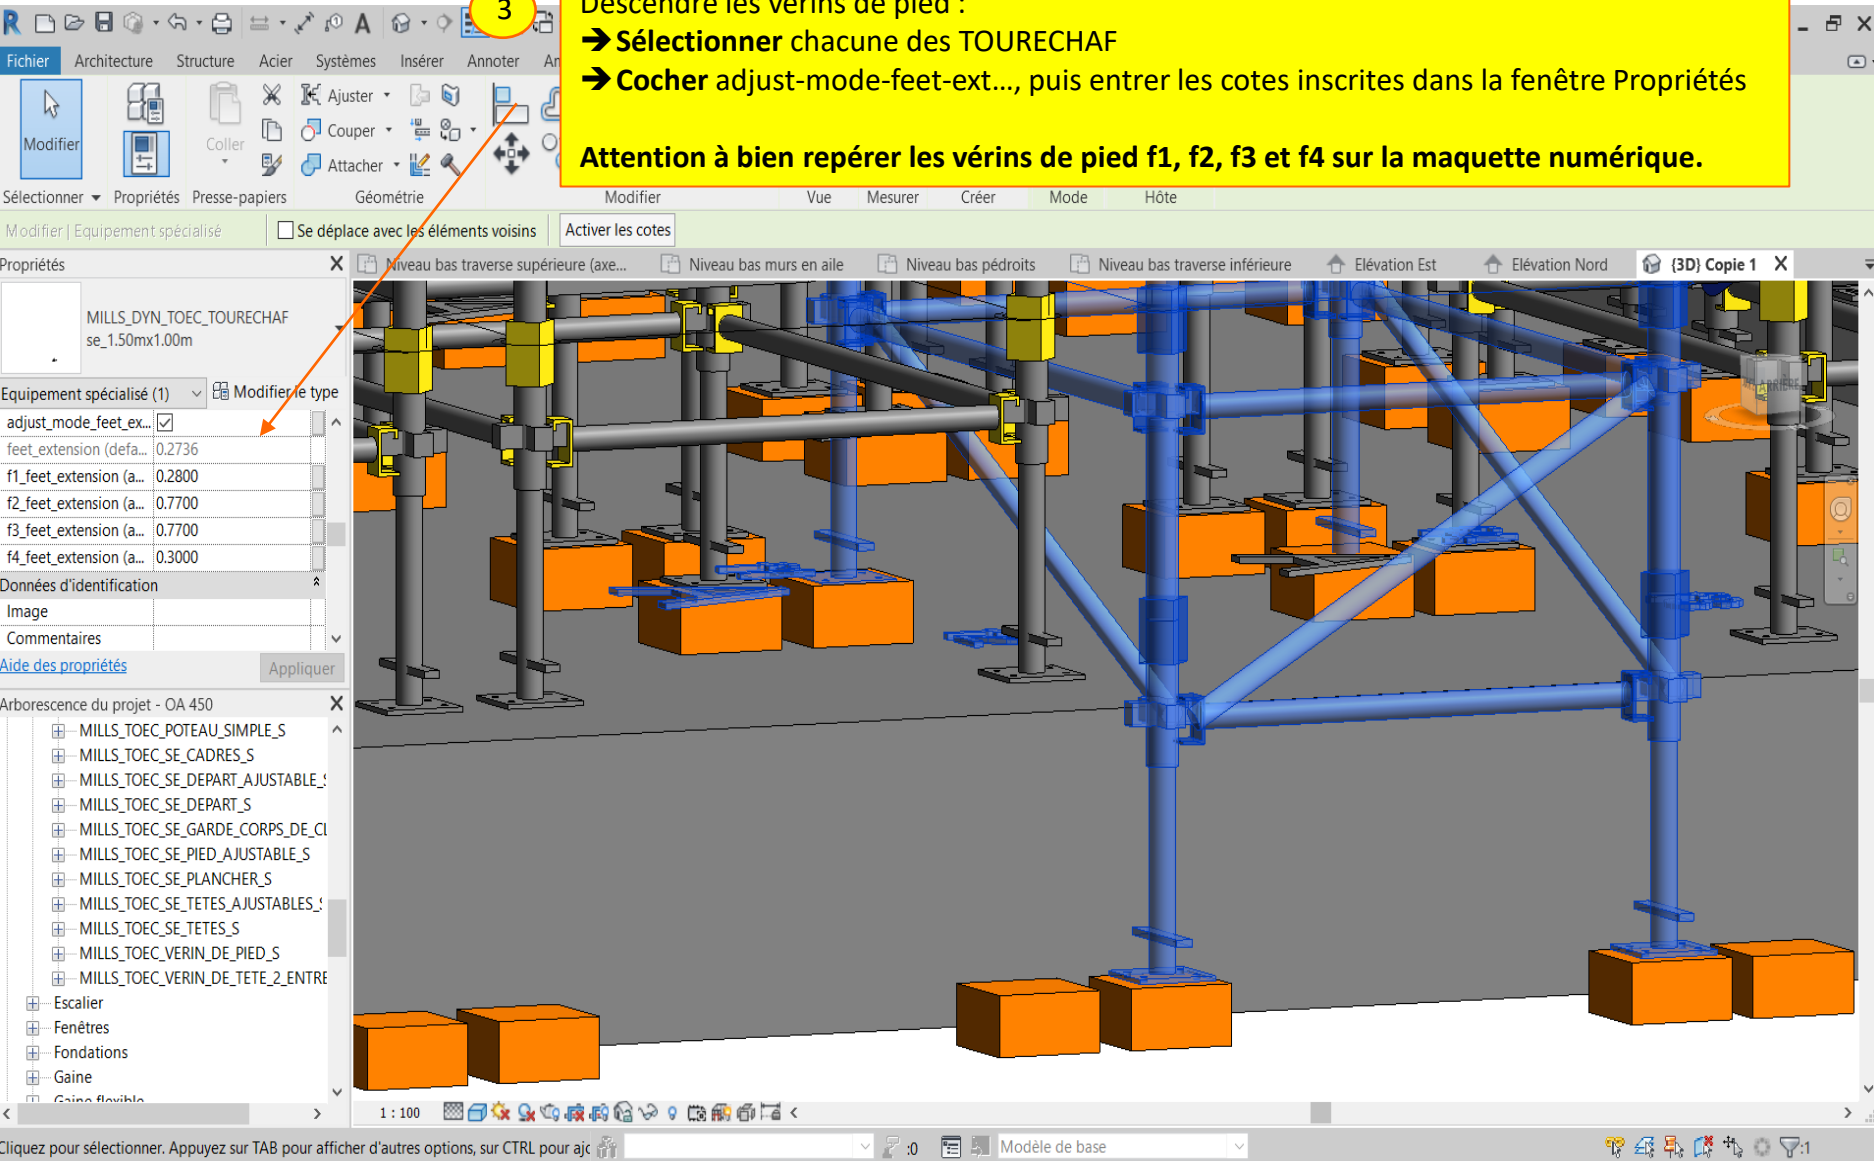 3
Descendre les vérins de pied :
➔ Sélectionner chacune des TOURECHAF
➔ Cocher adjust-mode-feet-ext…, puis entrer les cotes inscrites dans la fenêtre Propriétés
Attention à bien repérer les vérins de pied f1, f2, f3 et f4 sur la maquette numérique.
Fichier Architecture Structure Acier Systèmes Insérer Annoter An
Modifier
Coller
Ajuster
Couper
Attacher
Sélectionner Propriétés Presse-papiers Géométrie Modifier Vue Mesurer Créer Mode Hôte
Modifier | Equipement spécialisé Se déplace avec les éléments voisins Activer les cotes
Propriétés X
Niveau bas traverse supérieure (axe... Niveau bas murs en aile Niveau bas pédroits Niveau bas traverse inférieure Elévation Est Elévation Nord {3D} Copie 1 X
MILLS_DYN_TOEC_TOURECHAF
se_1.50mx1.00m
Equipement spécialisé (1) Modifier le type
adjust_mode_feet_ex...
feet_extension (defa... 0.2736
f1_feet_extension (a... 0.2800
f2_feet_extension (a... 0.7700
f3_feet_extension (a... 0.7700
f4_feet_extension (a... 0.3000
Données d'identification
Image
Commentaires
Aide des propriétés Appliquer
Arborescence du projet - OA 450 X
MILLS_TOEC_POTEAU_SIMPLE_S
MILLS_TOEC_SE_CADRES_S
MILLS_TOEC_SE_DEPART_AJUSTABLE_S
MILLS_TOEC_SE_DEPART_S
MILLS_TOEC_SE_GARDE_CORPS_DE_CL
MILLS_TOEC_SE_PIED_AJUSTABLE_S
MILLS_TOEC_SE_PLANCHER_S
MILLS_TOEC_SE_TETES_AJUSTABLES_S
MILLS_TOEC_SE_TETES_S
MILLS_TOEC_VERIN_DE_PIED_S
MILLS_TOEC_VERIN_DE_TETE_2_ENTRE
Escalier
Fenêtres
Fondations
Gaine
Gaine flexible
ARRIÈRE
1 : 100
Cliquez pour sélectionner. Appuyez sur TAB pour afficher d'autres options, sur CTRL pour ajc :0 Modèle de base :1